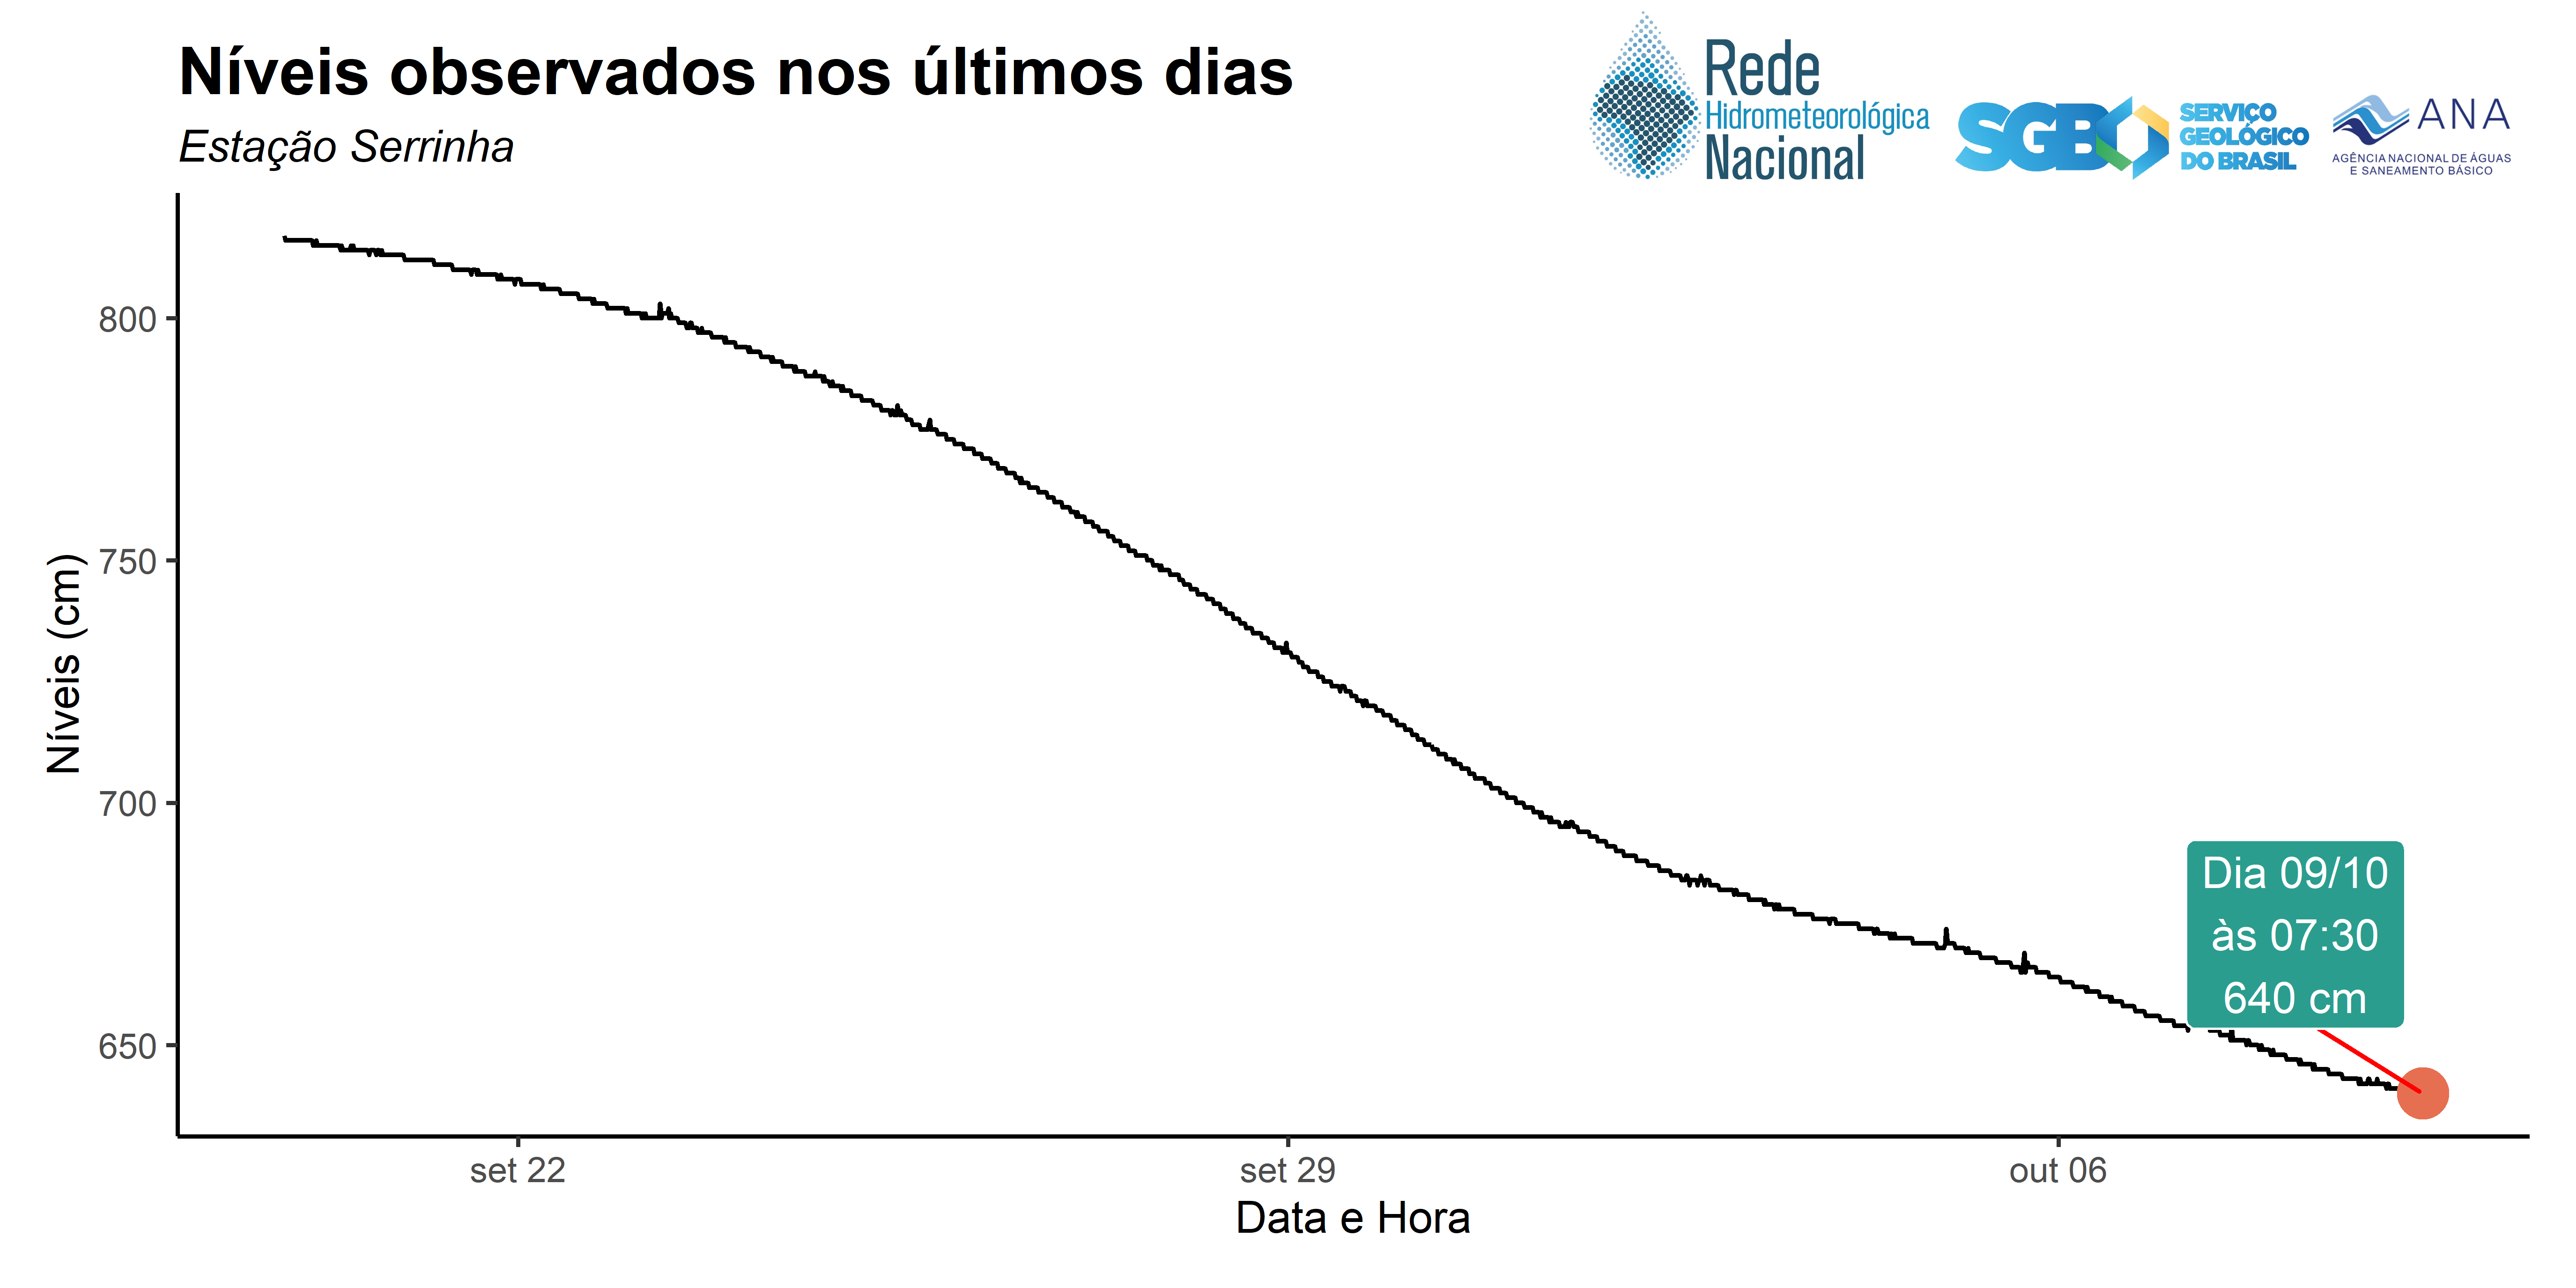 Níveis observados nos últimos dias
Estação Serrinha
Rede
Hidrometeorológica
Nacional
SGB
SERVIÇO
GEOLÓGICO
DO BRASIL
ANA
AGÊNCIA NACIONAL DE ÁGUAS
E SANEAMENTO BÁSICO
Níveis (cm)
800
750
700
650
Dia 09/10
às 07:30
640 cm
set 22
set 29
out 06
Data e Hora